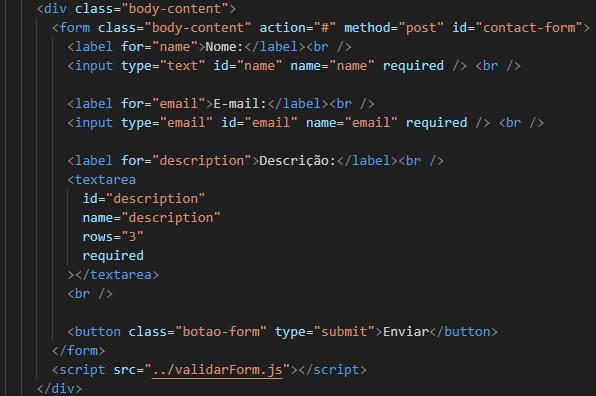 <div class="body-content">
<form class="body-content" action="#" method="post" id="contact-form">
<label for="name">Nome:</label><br />
<input type="text" id="name" name="name" required /> <br />
<label for="email">E-mail:</label><br />
<input type="email" id="email" name="email" required /> <br />
<label for="description">Descrição:</label><br />
<textarea
id="description"
name="description"
rows="3"
required
></textarea>
<br />
<button class="botao-form" type="submit">Enviar</button>
</form>
<script src="../validarForm.js"></script>
</div>